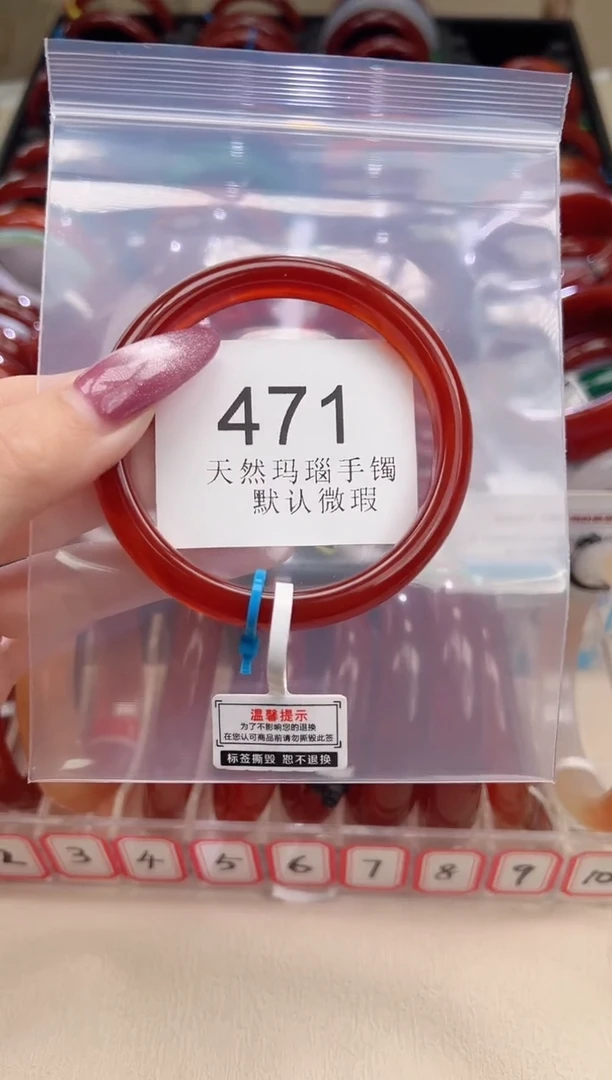 471
天然玛瑙手镯
默认微瑕
温馨提示
为了不影响您的退换
在您认可商品前请勿撕毁此签
标签撕毁 恕不退换
2 3 4 5 6 7 8 9 10